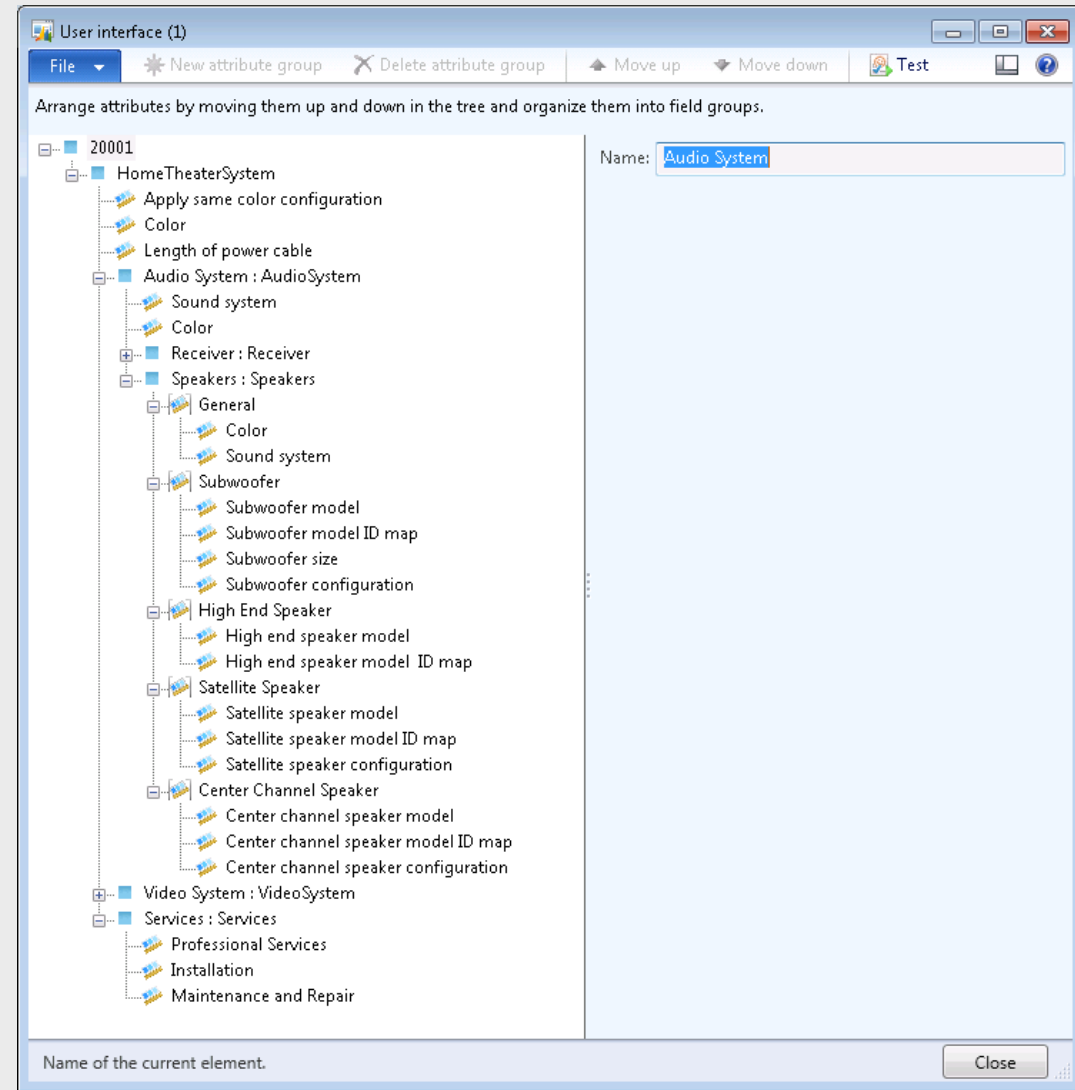 User interface (1)
File New attribute group Delete attribute group Move up Move down Test
Arrange attributes by moving them up and down in the tree and organize them into field groups.
20001
Name: Audio System
HomeTheaterSystem
Apply same color configuration
Color
Length of power cable
Audio System : AudioSystem
Sound system
Color
Receiver : Receiver
Speakers : Speakers
General
Color
Sound system
Subwoofer
Subwoofer model
Subwoofer model ID map
Subwoofer size
Subwoofer configuration
High End Speaker
High end speaker model
High end speaker model  ID map
Satellite Speaker
Satellite speaker model
Satellite speaker model ID map
Satellite speaker configuration
Center Channel Speaker
Center channel speaker model
Center channel speaker model ID map
Center channel speaker configuration
Video System : VideoSystem
Services : Services
Professional Services
Installation
Maintenance and Repair
Name of the current element.
Close